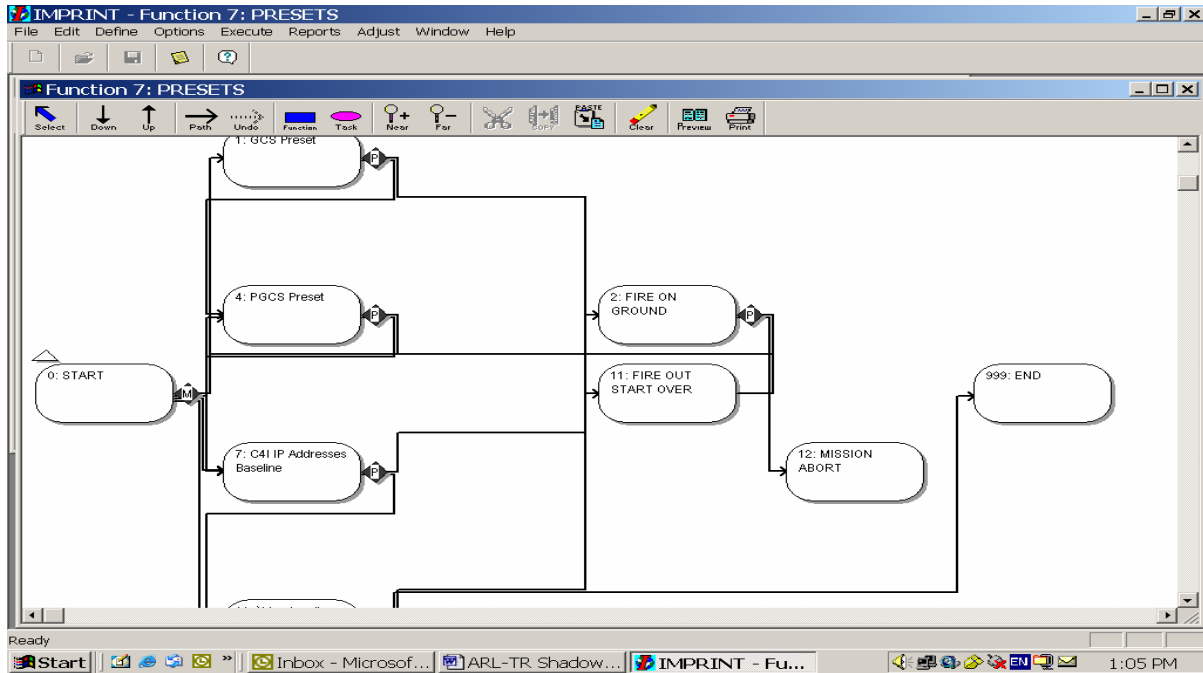 IMPRINT - Function 7: PRESETS
File Edit Define Options Execute Reports Adjust Window Help
Function 7: PRESETS
Select Down Up Path Undo Function Task Near Far COPY PASTE Clear Preview Print
1: GCS Preset
P
4: PGCS Preset
P
2: FIRE ON
GROUND
P
0: START
M
11: FIRE OUT
START OVER
999: END
7: C4I IP Addresses
Baseline
P
12: MISSION
ABORT
Ready
Start
Inbox - Microsof...
ARL-TR Shadow...
IMPRINT - Fu...
EN
1:05 PM